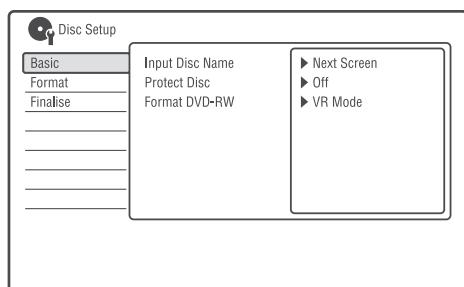 Disc Setup
Basic Input Disc Name ▶ Next Screen
Format Protect Disc ▶ Off
Finalise Format DVD-RW ▶ VR Mode